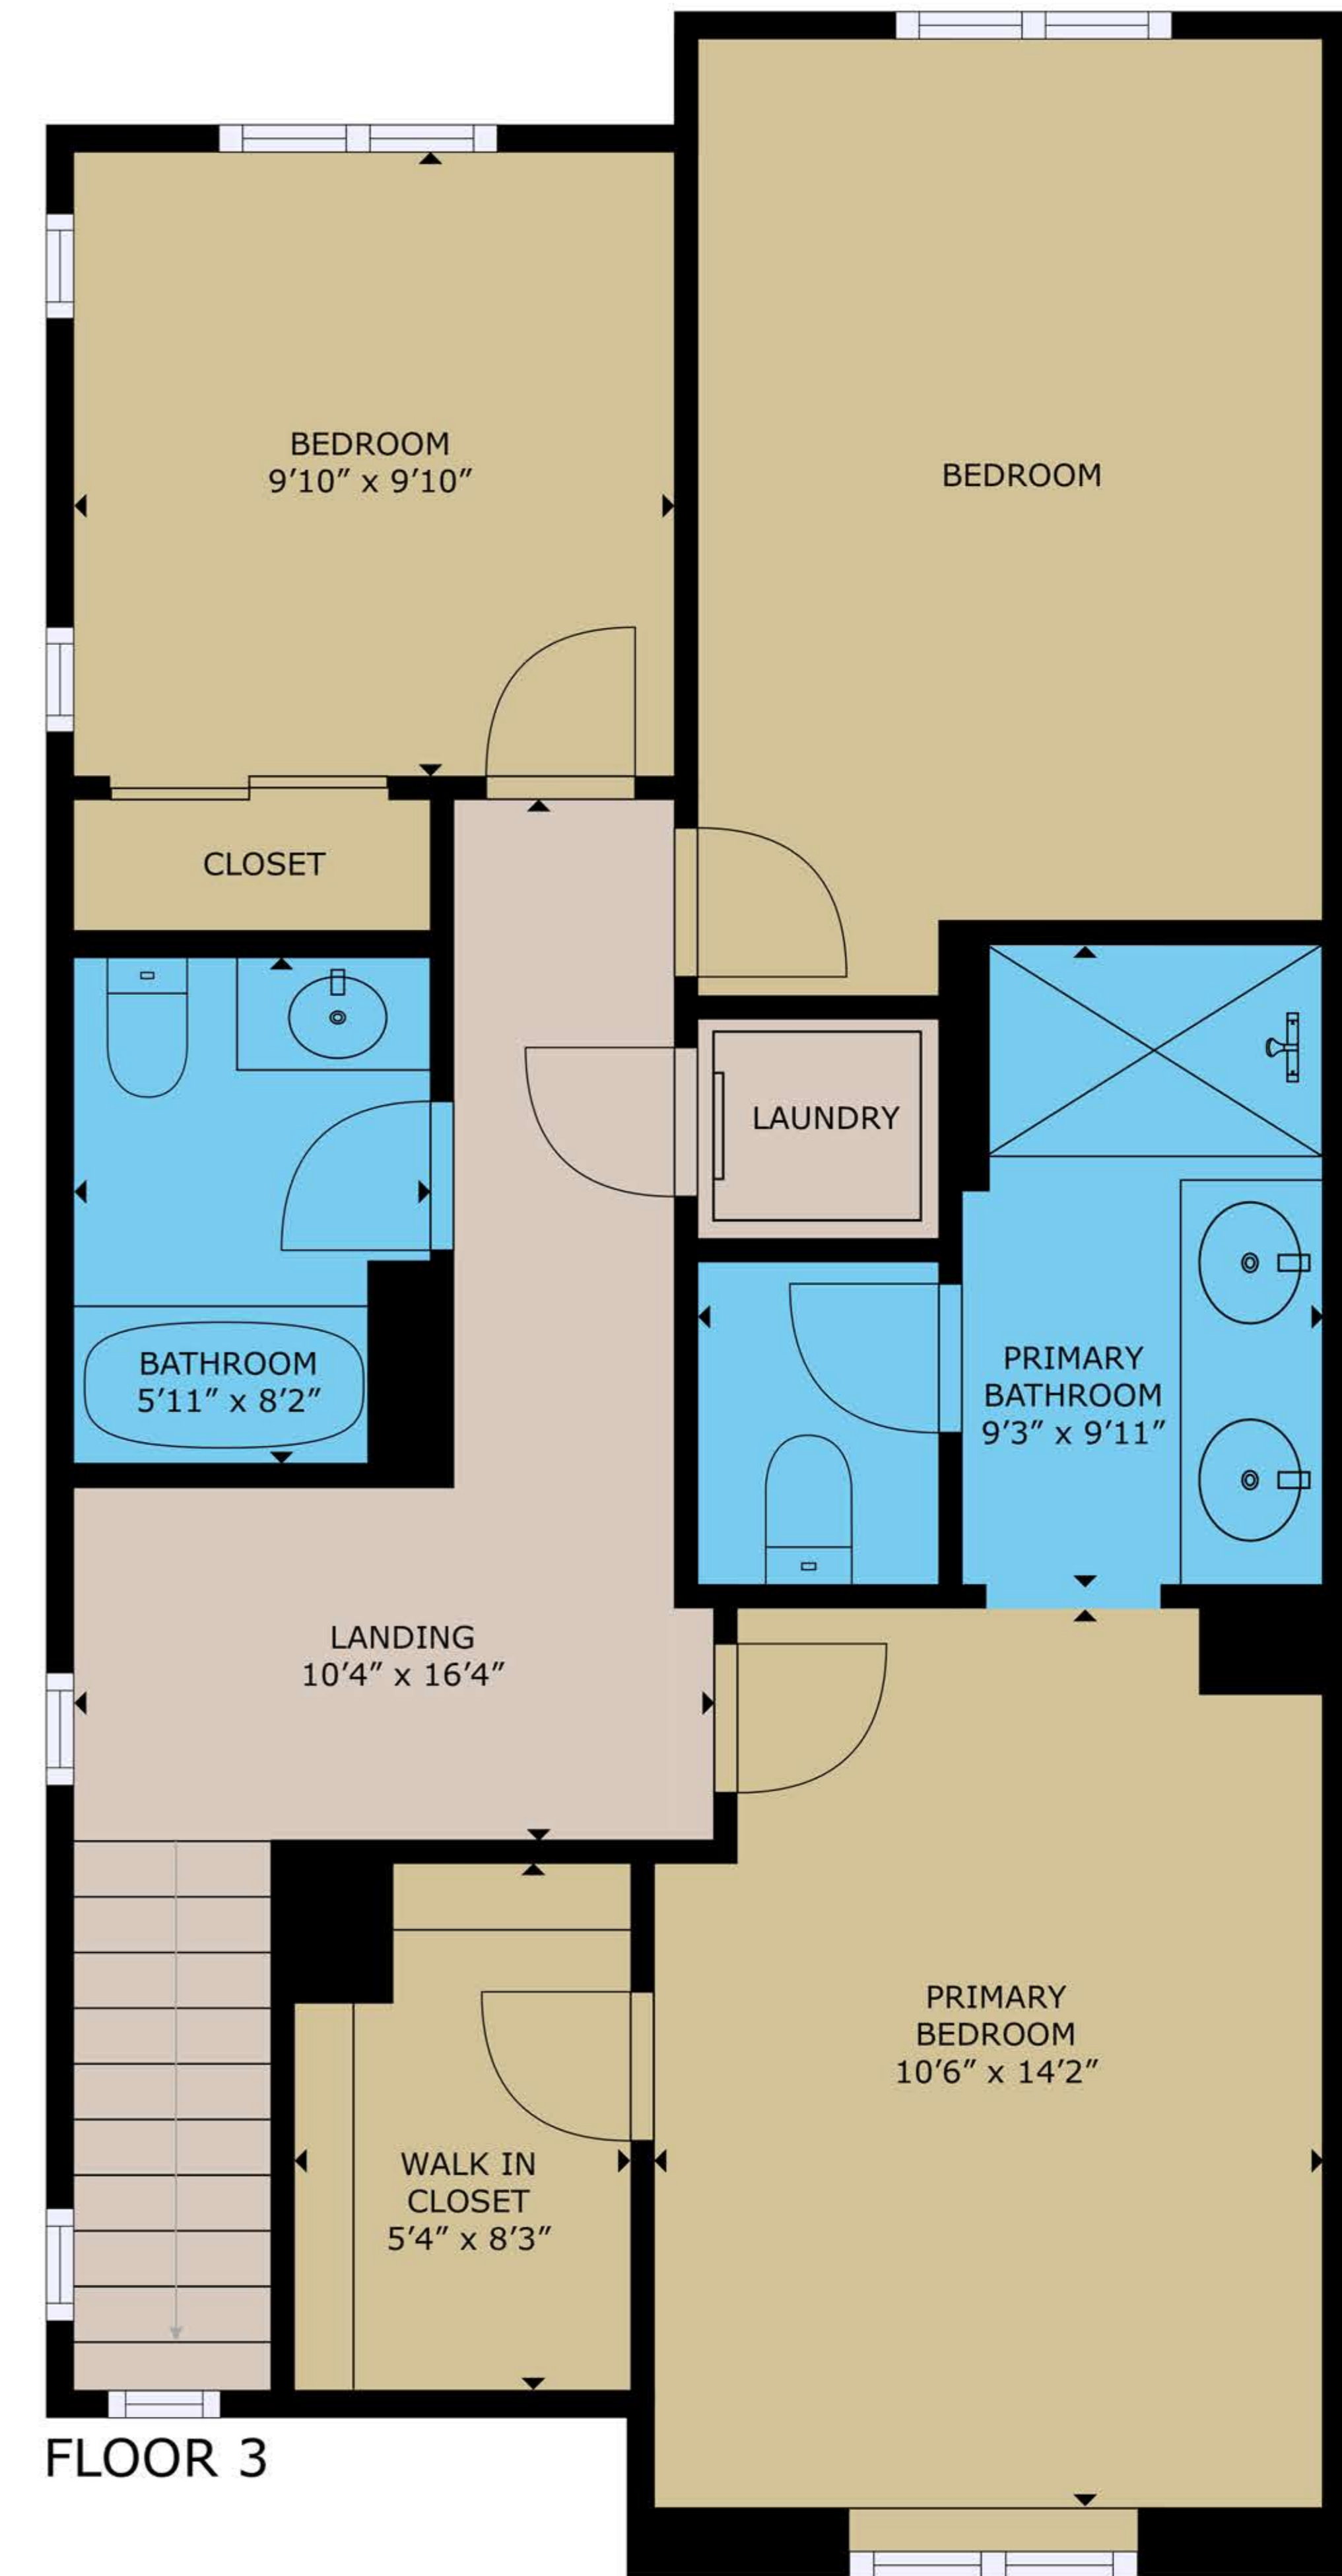 BEDROOM
9′10″ x 9′10″
BEDROOM
CLOSET
LAUNDRY
BATHROOM
5′11″ x 8′2″
PRIMARY
BATHROOM
9′3″ x 9′11″
LANDING
10′4″ x 16′4″
PRIMARY
BEDROOM
10′6″ x 14′2″
WALK IN
CLOSET
5′4″ x 8′3″
FLOOR 3